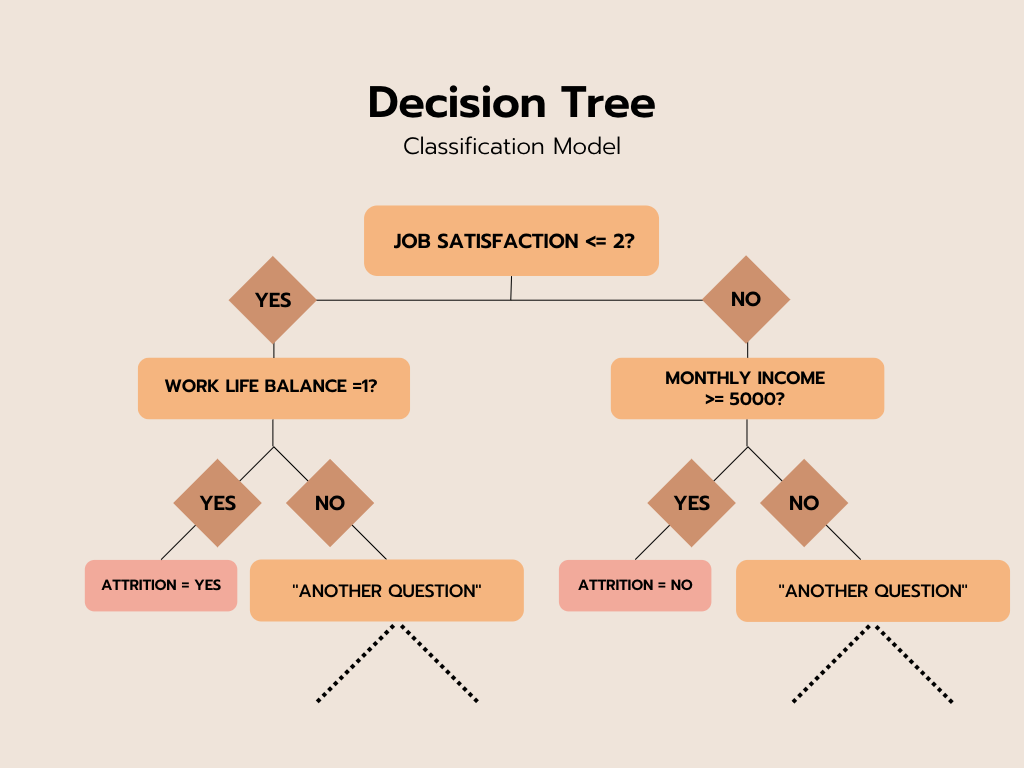 Decision Tree
Classification Model
JOB SATISFACTION <= 2?
YES
NO
WORK LIFE BALANCE =1?
MONTHLY INCOME
>= 5000?
YES
NO
YES
NO
ATTRITION = YES
"ANOTHER QUESTION"
ATTRITION = NO
"ANOTHER QUESTION"